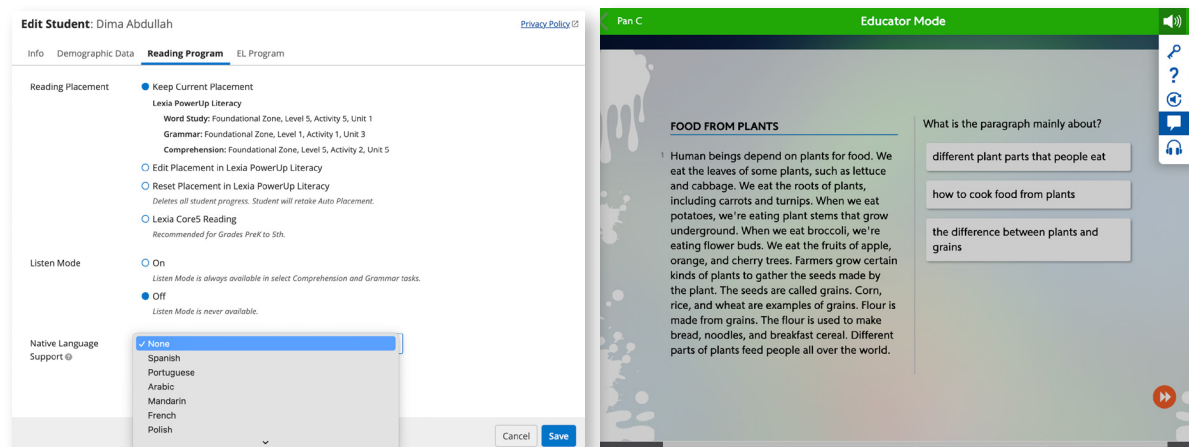 Edit Student: Dima Abdullah
Privacy Policy
Info Demographic Data Reading Program EL Program
Reading Placement
Keep Current Placement
Lexia PowerUp Literacy
Word Study: Foundational Zone, Level 5, Activity 5, Unit 1
Grammar: Foundational Zone, Level 1, Activity 1, Unit 3
Comprehension: Foundational Zone, Level 5, Activity 2, Unit 5
Edit Placement in Lexia PowerUp Literacy
Reset Placement in Lexia PowerUp Literacy
Deletes all student progress. Student will retake Auto Placement.
Lexia Core5 Reading
Recommended for Grades PreK to 5th.
Listen Mode
On
Listen Mode is always available in select Comprehension and Grammar tasks.
Off
Listen Mode is never available.
Native Language
Support
✓ None
Spanish
Portuguese
Arabic
Mandarin
French
Polish
Cancel Save
Pan C
Educator Mode
?
FOOD FROM PLANTS
1 Human beings depend on plants for food. We
eat the leaves of some plants, such as lettuce
and cabbage. We eat the roots of plants,
including carrots and turnips. When we eat
potatoes, we're eating plant stems that grow
underground. When we eat broccoli, we're
eating flower buds. We eat the fruits of apple,
orange, and cherry trees. Farmers grow certain
kinds of plants to gather the seeds made by
the plant. The seeds are called grains. Corn,
rice, and wheat are examples of grains. Flour is
made from grains. The flour is used to make
bread, noodles, and breakfast cereal. Different
parts of plants feed people all over the world.
What is the paragraph mainly about?
different plant parts that people eat
how to cook food from plants
the difference between plants and
grains